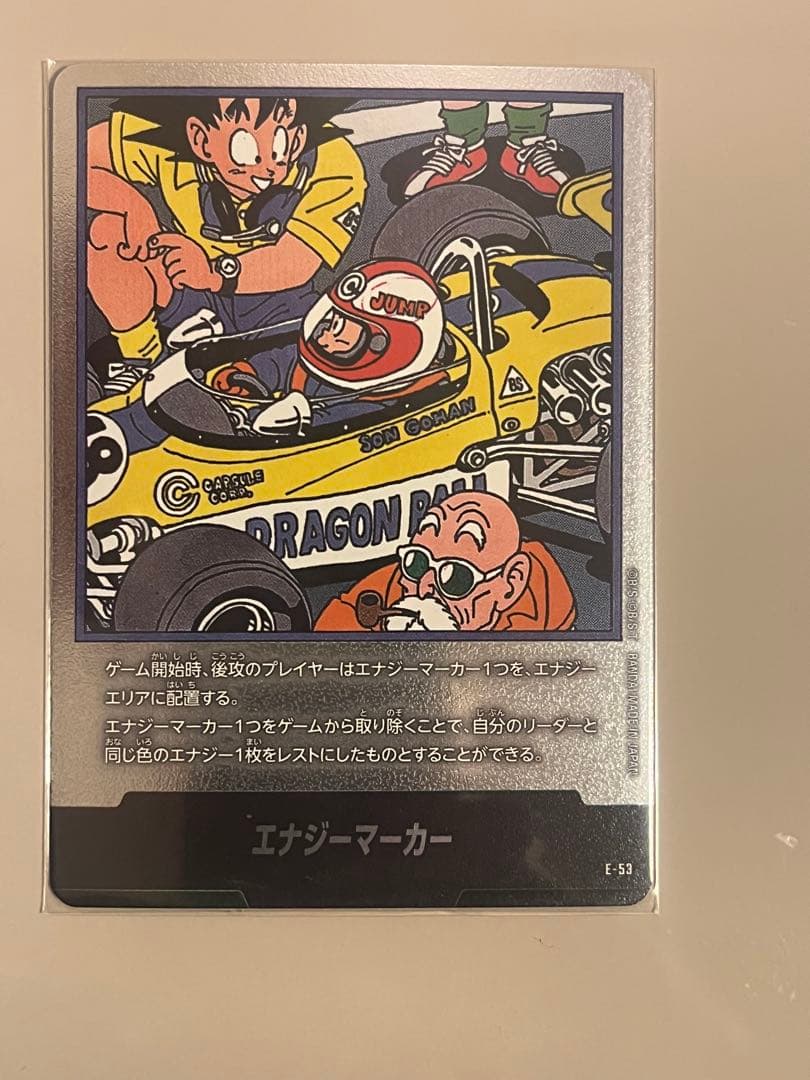 BS
JUMP
BS
SON GOHAN
CAPSULE
CORP.
DRAGON BALL
ゲーム開始時、後攻のプレイヤーはエナジーマーカー1つを、エナジー
エリアに配置する。
エナジーマーカー1つをゲームから取り除くことで、自分のリーダーと
同じ色のエナジー1枚をレストにしたものとすることができる。
エナジーマーカー
E-53
©B/S・©B/S・T BANDAI MADE IN JAPAN